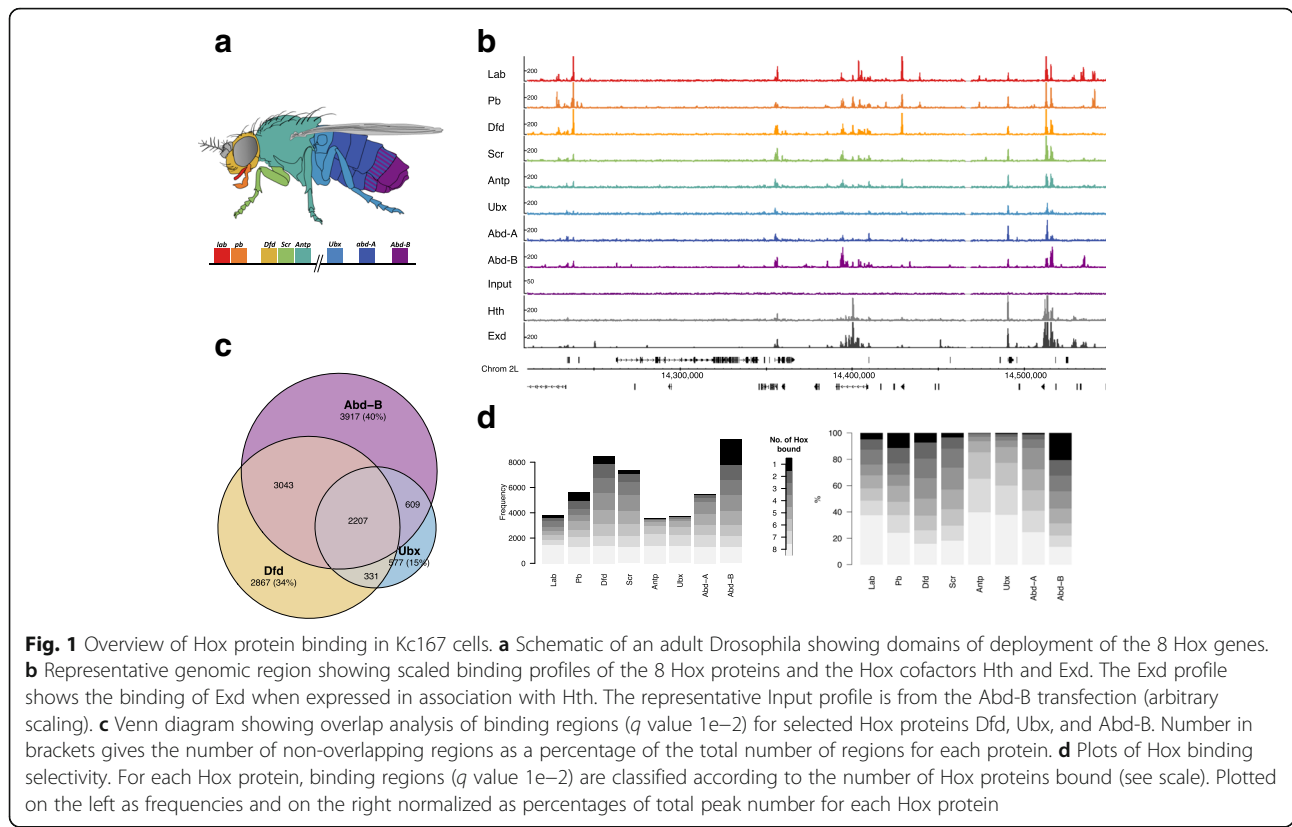 a
lab pb Dfd Scr Antp Ubx abd-A Abd-B
//
b
Lab 200
Pb 200
Dfd 200
Scr 200
Antp 200
Ubx 200
Abd-A 200
Abd-B 200
Input 50
Hth 200
Exd 200
Chrom 2L
14,300,000 14,400,000 14,500,000
c
Abd−B
3917 (40%)
3043
609
2207
Ubx
577 (15%)
Dfd
2867 (34%)
331
d
Frequency
8000
6000
4000
2000
0
Lab Pb Dfd Scr Antp Ubx Abd−A Abd−B
No. of Hox
bound
1
2
3
4
5
6
7
8
%
100
80
60
40
20
0
Lab Pb Dfd Scr Antp Ubx Abd−A Abd−B
Fig. 1 Overview of Hox protein binding in Kc167 cells. a Schematic of an adult Drosophila showing domains of deployment of the 8 Hox genes.
b Representative genomic region showing scaled binding profiles of the 8 Hox proteins and the Hox cofactors Hth and Exd. The Exd profile
shows the binding of Exd when expressed in association with Hth. The representative Input profile is from the Abd-B transfection (arbitrary
scaling). c Venn diagram showing overlap analysis of binding regions (q value 1e−2) for selected Hox proteins Dfd, Ubx, and Abd-B. Number in
brackets gives the number of non-overlapping regions as a percentage of the total number of regions for each protein. d Plots of Hox binding
selectivity. For each Hox protein, binding regions (q value 1e−2) are classified according to the number of Hox proteins bound (see scale). Plotted
on the left as frequencies and on the right normalized as percentages of total peak number for each Hox protein